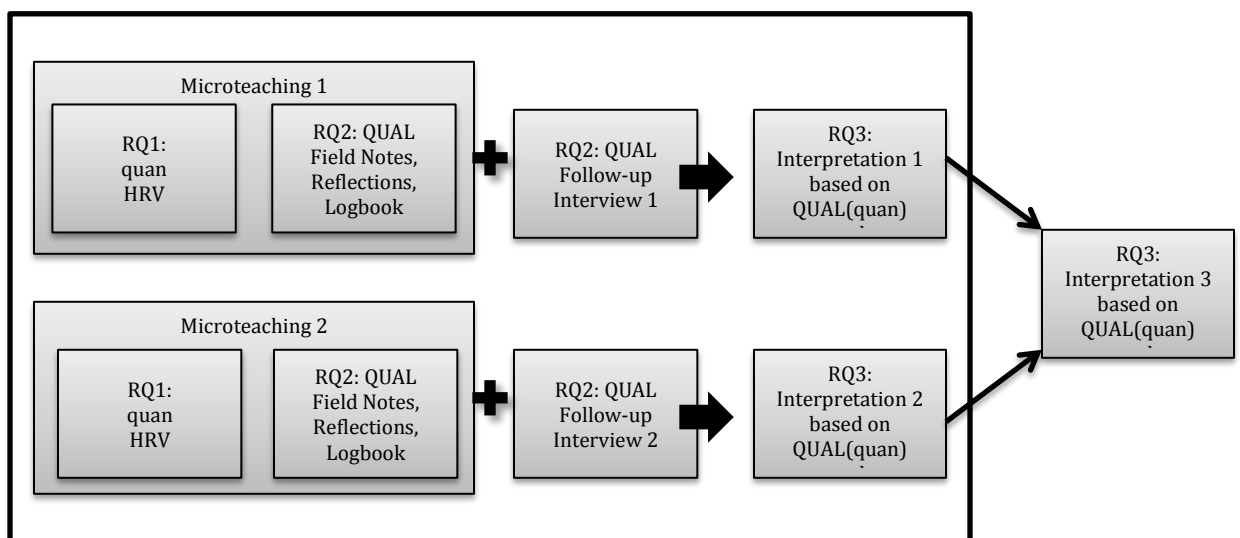 Microteaching 1
RQ1:
quan
HRV
RQ2: QUAL
Field Notes,
Reflections,
Logbook
RQ2: QUAL
Follow-up
Interview 1
RQ3:
Interpretation 1
based on
QUAL(quan)
Microteaching 2
RQ1:
quan
HRV
RQ2: QUAL
Field Notes,
Reflections,
Logbook
RQ2: QUAL
Follow-up
Interview 2
RQ3:
Interpretation 2
based on
QUAL(quan)
RQ3:
Interpretation 3
based on
QUAL(quan)